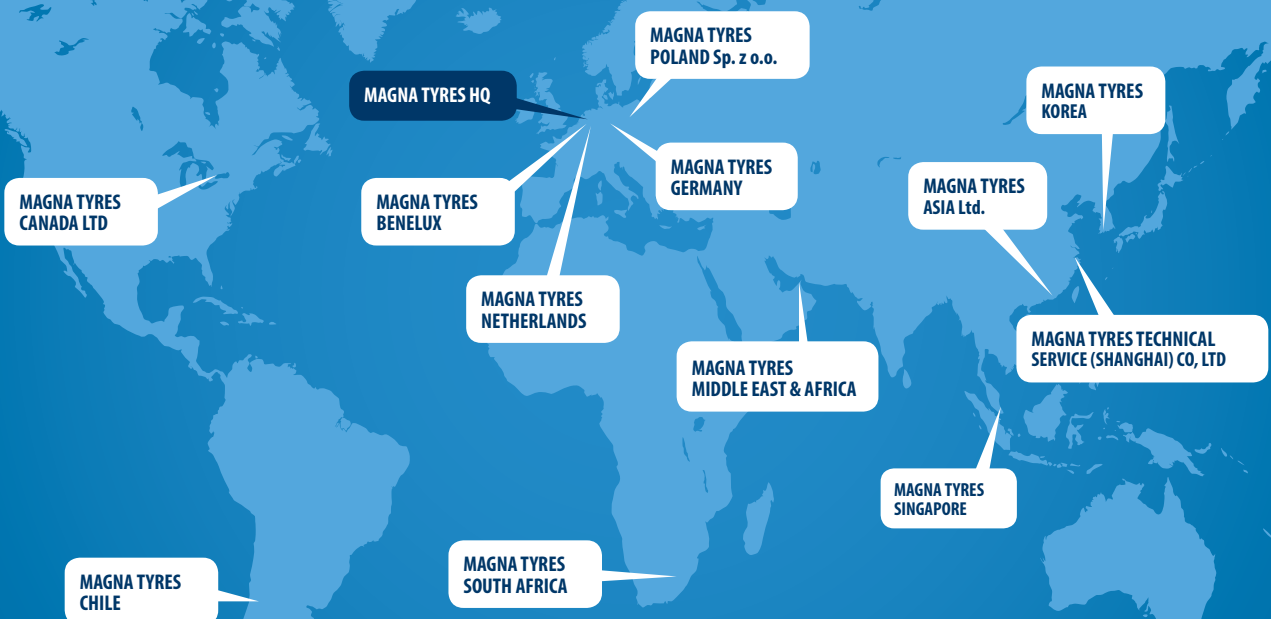 MAGNA TYRES
POLAND Sp. z o.o.
MAGNA TYRES HQ
MAGNA TYRES
KOREA
MAGNA TYRES
GERMANY
MAGNA TYRES
CANADA LTD
MAGNA TYRES
BENELUX
MAGNA TYRES
ASIA Ltd.
MAGNA TYRES
NETHERLANDS
MAGNA TYRES TECHNICAL
SERVICE (SHANGHAI) CO, LTD
MAGNA TYRES
MIDDLE EAST & AFRICA
MAGNA TYRES
SINGAPORE
MAGNA TYRES
SOUTH AFRICA
MAGNA TYRES
CHILE